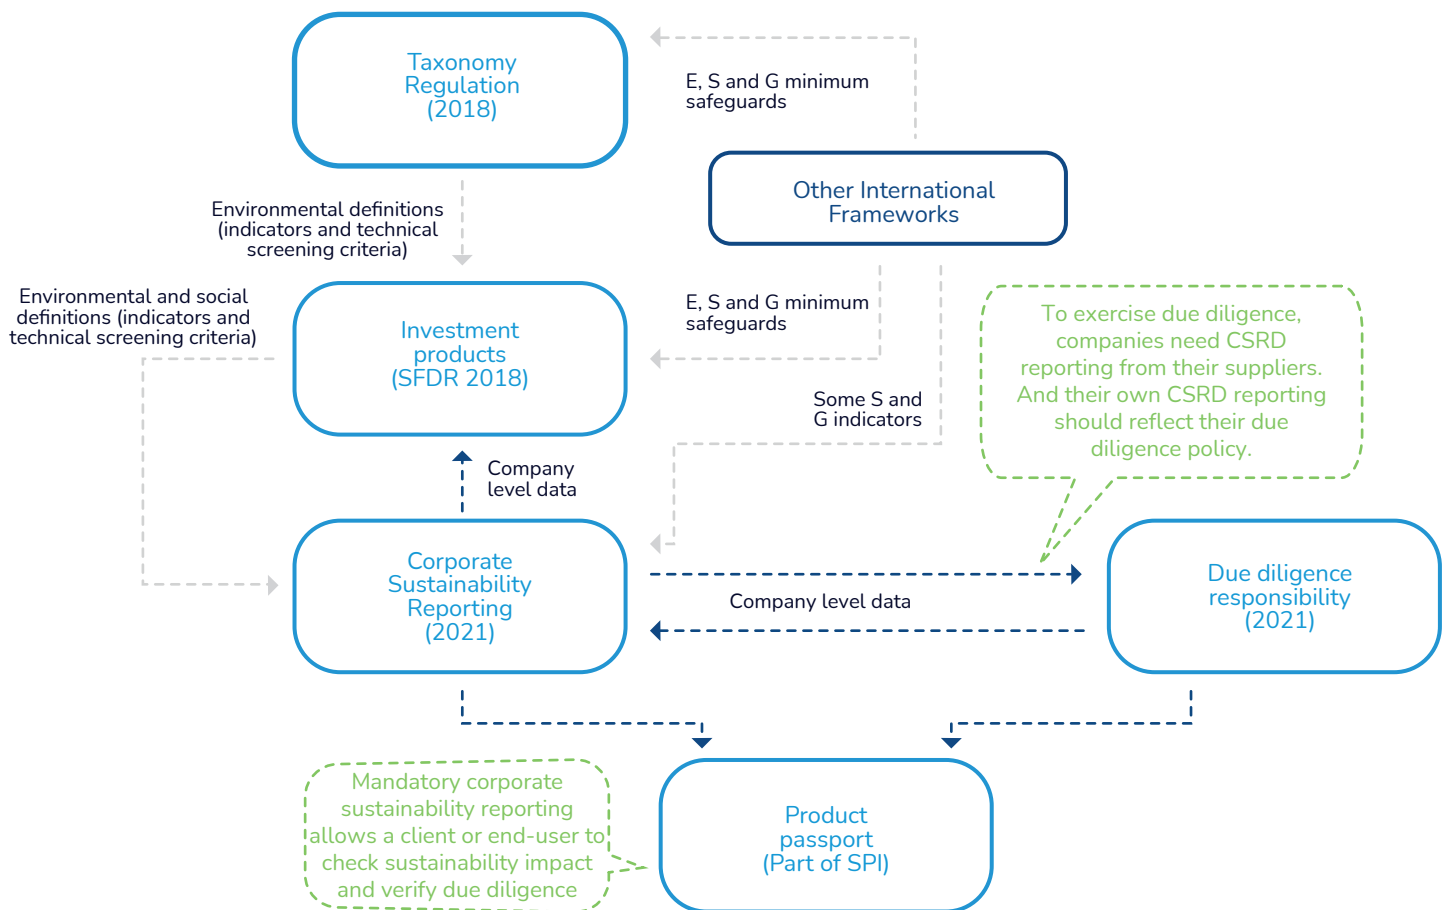 Taxonomy
Regulation
(2018)
E, S and G minimum
safeguards
Other International
Frameworks
Environmental definitions
(indicators and technical
screening criteria)
Environmental and social
definitions (indicators and
technical screening criteria)
Investment
products
(SFDR 2018)
E, S and G minimum
safeguards
To exercise due diligence,
companies need CSRD
reporting from their suppliers.
And their own CSRD reporting
should reflect their due
diligence policy.
Some S and
G indicators
Company
level data
Corporate
Sustainability
Reporting
(2021)
Company level data
Due diligence
responsibility
(2021)
Mandatory corporate
sustainability reporting
allows a client or end-user to
check sustainability impact
and verify due diligence
Product
passport
(Part of SPI)